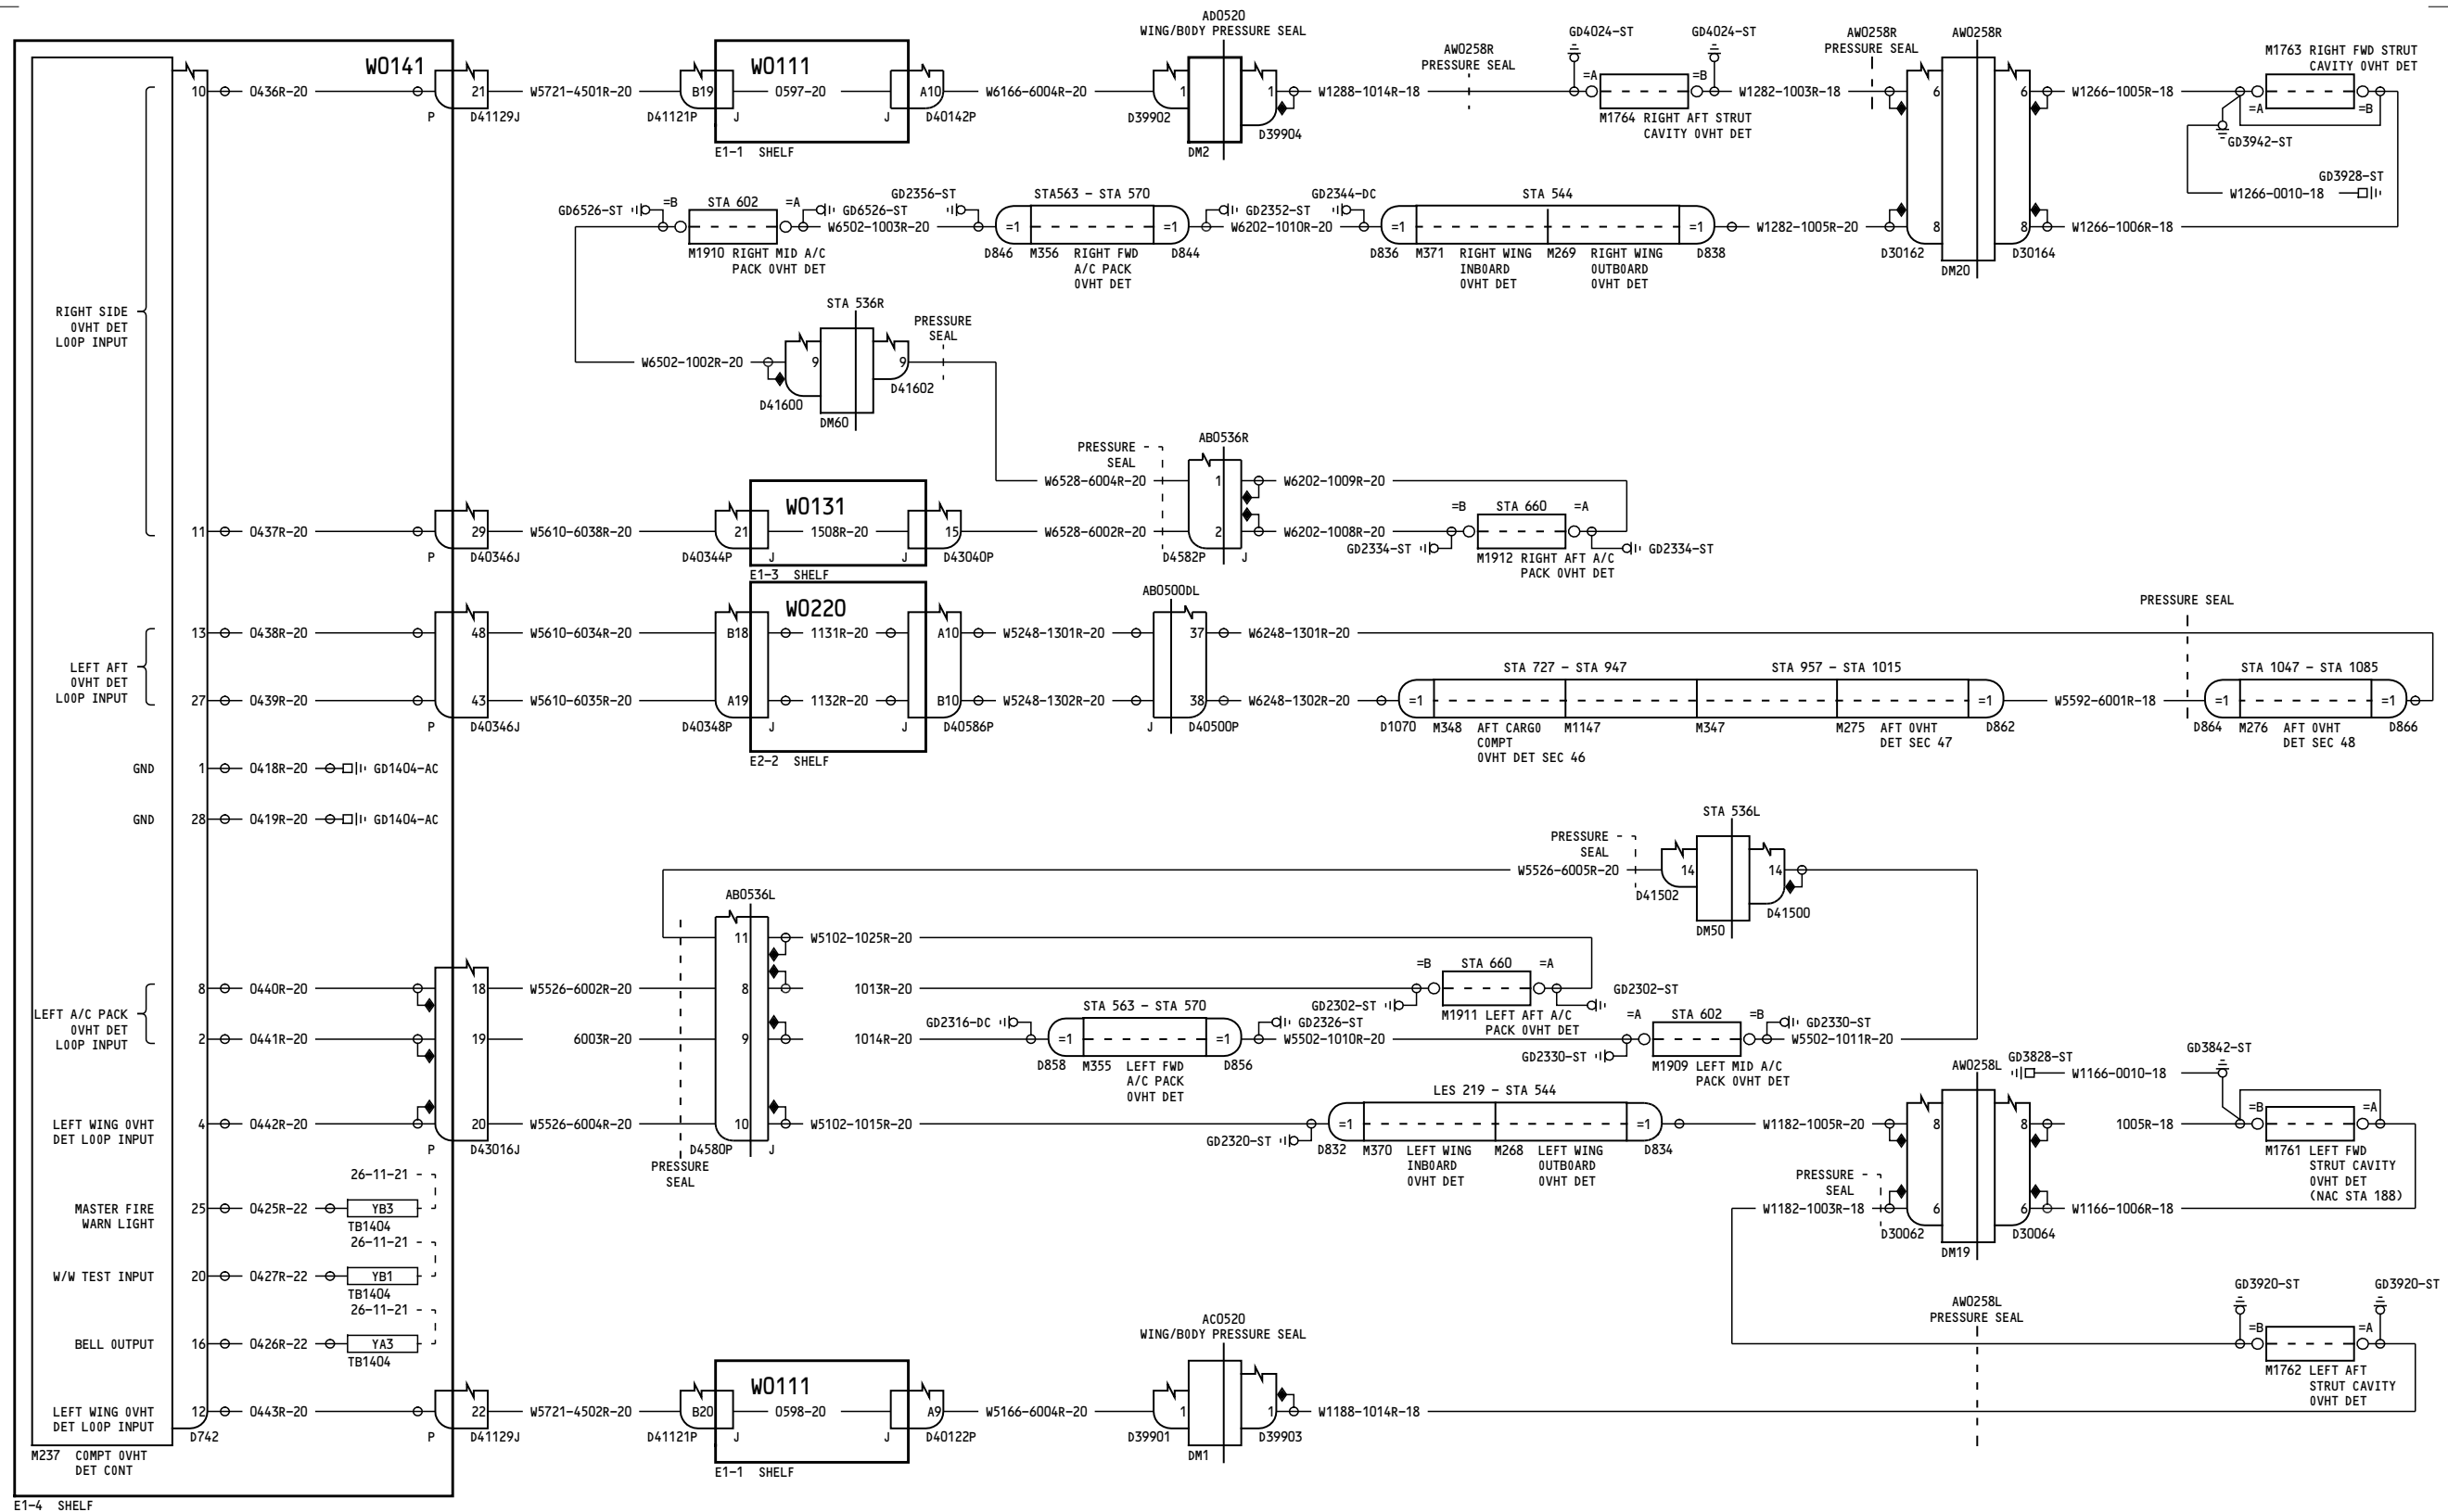 AD0520
WING/BODY PRESSURE SEAL
GD4024-ST
GD4024-ST
AW0258R
PRESSURE SEAL
AW0258R
AW0258R
PRESSURE SEAL
M1763 RIGHT FWD STRUT
CAVITY OVHT DET
W0141
W0111
=A
=B
10
0436R-20
21
W5721-4501R-20
B19
0597-20
A10
W6166-6004R-20
1
1
W1288-1014R-18
W1282-1003R-18
6
6
W1266-1005R-18
=A
=B
P
D41129J
D41121P
J
J
D40142P
D39902
D39904
M1764 RIGHT AFT STRUT
CAVITY OVHT DET
GD3942-ST
E1-1 SHELF
DM2
GD3928-ST
W1266-0010-18
GD6526-ST
=B
STA 602
=A
GD6526-ST
GD2356-ST
STA563 - STA 570
GD2352-ST
GD2344-DC
STA 544
W6502-1003R-20
=1
=1
W6202-1010R-20
=1
=1
W1282-1005R-20
8
8
W1266-1006R-18
M1910 RIGHT MID A/C
PACK OVHT DET
D846
M356 RIGHT FWD
A/C PACK
OVHT DET
D844
D836
M371 RIGHT WING
INBOARD
OVHT DET
M269 RIGHT WING
OUTBOARD
OVHT DET
D838
D30162
DM20
D30164
RIGHT SIDE
OVHT DET
LOOP INPUT
STA 536R
PRESSURE
SEAL
W6502-1002R-20
9
9
D41602
D41600
DM60
PRESSURE
SEAL
AB0536R
W6528-6004R-20
1
W6202-1009R-20
W0131
=B
STA 660
=A
11
0437R-20
29
W5610-6038R-20
21
1508R-20
15
W6528-6002R-20
2
W6202-1008R-20
GD2334-ST
GD2334-ST
P
D40346J
D40344P
J
J
D43040P
D4582P
J
M1912 RIGHT AFT A/C
PACK OVHT DET
E1-3 SHELF
W0220
AB0500DL
PRESSURE SEAL
13
0438R-20
48
W5610-6034R-20
B18
1131R-20
A10
W5248-1301R-20
37
W6248-1301R-20
LEFT AFT
OVHT DET
LOOP INPUT
STA 727 - STA 947
STA 957 - STA 1015
STA 1047 - STA 1085
27
0439R-20
43
W5610-6035R-20
A19
1132R-20
B10
W5248-1302R-20
38
W6248-1302R-20
=1
=1
W5592-6001R-18
=1
=1
P
D40346J
D40348P
J
J
D40586P
J
D40500P
D1070
M348 AFT CARGO
COMPT
OVHT DET SEC 46
M1147
M347
M275 AFT OVHT
DET SEC 47
D862
D864
M276 AFT OVHT
DET SEC 48
D866
E2-2 SHELF
GND
1
0418R-20
GD1404-AC
GND
28
0419R-20
GD1404-AC
STA 536L
PRESSURE
SEAL
W5526-6005R-20
14
14
D41502
D41500
DM50
AB0536L
11
W5102-1025R-20
=B
STA 660
=A
8
0440R-20
18
W5526-6002R-20
8
1013R-20
GD2302-ST
GD2302-ST
LEFT A/C PACK
OVHT DET
LOOP INPUT
STA 563 - STA 570
M1911 LEFT AFT A/C
PACK OVHT DET
GD2316-DC
GD2326-ST
=A
STA 602
=B
GD2330-ST
2
0441R-20
19
6003R-20
9
1014R-20
=1
=1
W5502-1010R-20
W5502-1011R-20
GD2330-ST
D858
M355 LEFT FWD
A/C PACK
OVHT DET
D856
M1909 LEFT MID A/C
PACK OVHT DET
AW0258L
GD3828-ST
GD3842-ST
W1166-0010-18
LES 219 - STA 544
LEFT WING OVHT
DET LOOP INPUT
4
0442R-20
20
W5526-6004R-20
10
W5102-1015R-20
GD2320-ST
=1
=1
W1182-1005R-20
8
8
1005R-18
=B
=A
P
D43016J
D4580P
J
PRESSURE
SEAL
D832
M370 LEFT WING
INBOARD
OVHT DET
M268 LEFT WING
OUTBOARD
OVHT DET
D834
M1761 LEFT FWD
STRUT CAVITY
OVHT DET
(NAC STA 188)
PRESSURE
SEAL
26-11-21
MASTER FIRE
WARN LIGHT
25
0425R-22
YB3
TB1404
W1182-1003R-18
6
6
W1166-1006R-18
D30062
DM19
D30064
26-11-21
W/W TEST INPUT
20
0427R-22
YB1
TB1404
GD3920-ST
GD3920-ST
26-11-21
BELL OUTPUT
16
0426R-22
YA3
TB1404
AC0520
WING/BODY PRESSURE SEAL
AW0258L
PRESSURE SEAL
=B
=A
M1762 LEFT AFT
STRUT CAVITY
OVHT DET
W0111
LEFT WING OVHT
DET LOOP INPUT
12
0443R-20
22
W5721-4502R-20
B20
0598-20
A9
W5166-6004R-20
1
1
W1188-1014R-18
D742
P
D41129J
D41121P
J
J
D40122P
D39901
D39903
DM1
M237 COMPT OVHT
DET CONT
E1-1 SHELF
E1-4 SHELF